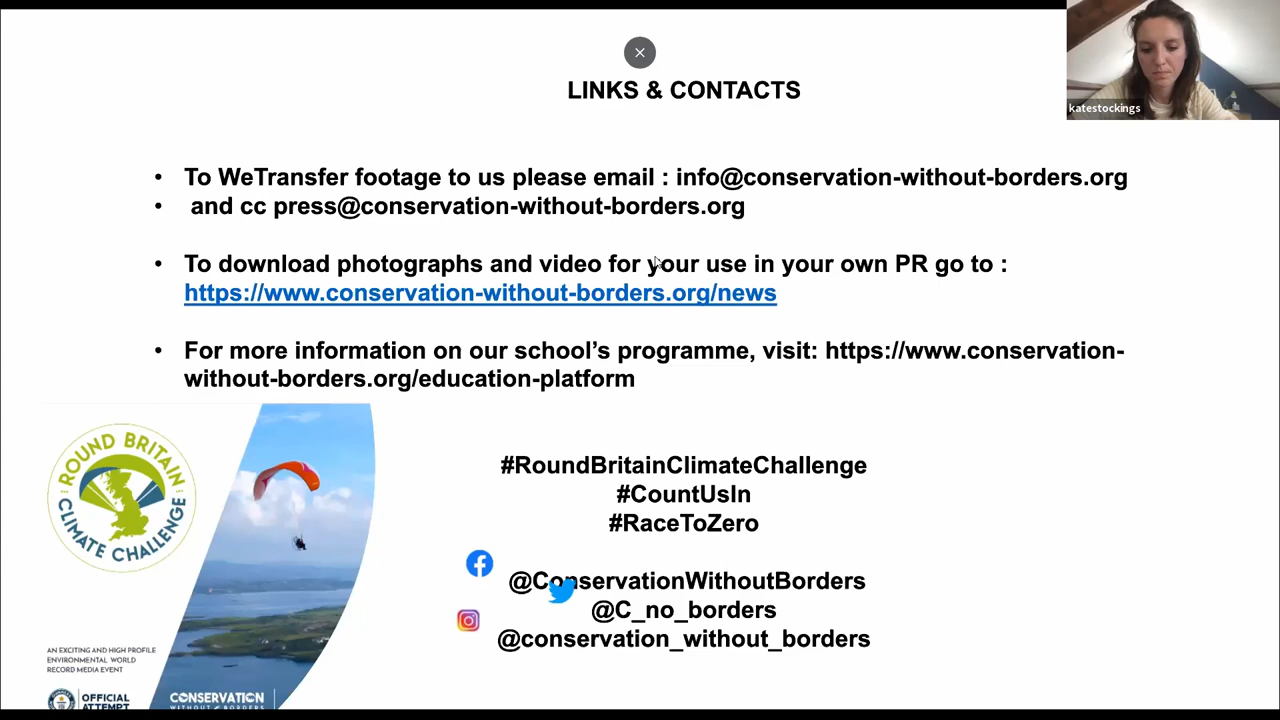 LINKS & CONTACTS
katestockings
• To WeTransfer footage to us please email : info@conservation-without-borders.org
• and cc press@conservation-without-borders.org
• To download photographs and video for your use in your own PR go to :
https://www.conservation-without-borders.org/news
• For more information on our school’s programme, visit: https://www.conservation-
without-borders.org/education-platform
ROUND BRITAIN
CLIMATE CHALLENGE
#RoundBritainClimateChallenge
#CountUsIn
#RaceToZero
@ConservationWithoutBorders
@C_no_borders
@conservation_without_borders
AN EXCITING AND HIGH PROFILE
ENVIRONMENTAL WORLD
RECORD MEDIA EVENT
OFFICIAL
ATTEMPT
CONSERVATION
WITHOUT BORDERS